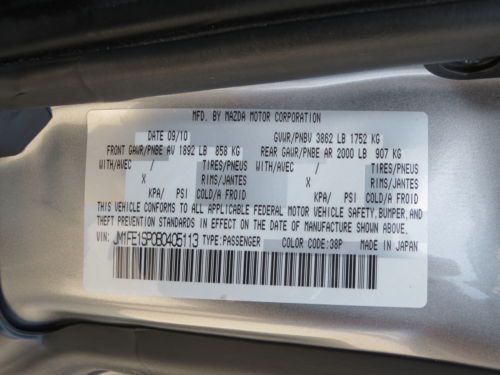 MFD. BY MAZDA MOTOR CORPORATION
DATE 09/10 GVWR/PNBV 3862 LB 1752 KG
FRONT GAWR/PNBE AV 1892 LB 858 KG REAR GAWR/PNBE AR 2000 LB 907 KG
WITH/AVEC / TIRES/PNEUS WITH/AVEC / TIRES/PNEUS
X RIMS/JANTES X RIMS/JANTES
KPA/ PSI COLD/A FROID KPA/ PSI COLD/A FROID
THIS VEHICLE CONFORMS TO ALL APPLICABLE FEDERAL MOTOR VEHICLE SAFETY, BUMPER, AND
THEFT PREVENTION STANDARDS IN EFFECT ON THE DATE OF MANUFACTURE SHOWN ABOVE.
VIN: JM1FE1SP0B0405113 TYPE:PASSENGER COLOR CODE:38P MADE IN JAPAN